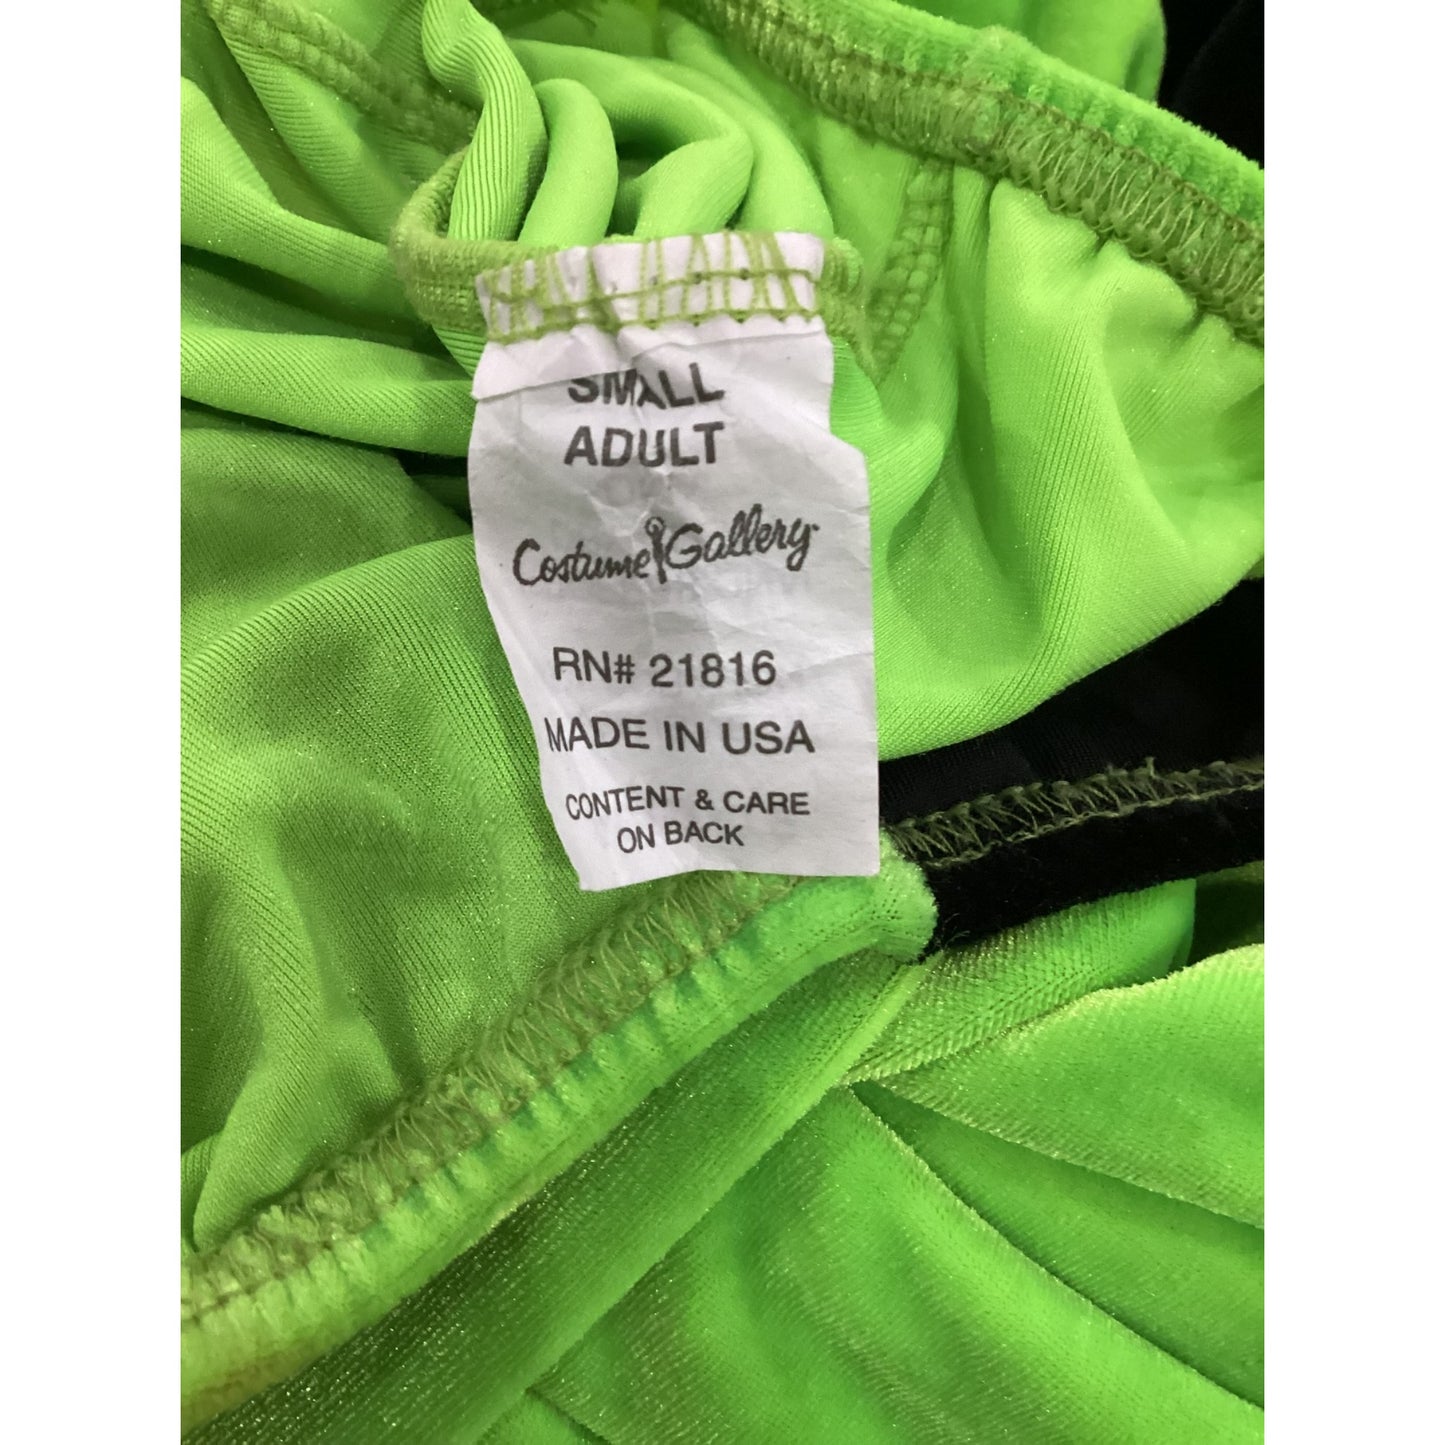 SMALL
ADULT
Costume Gallery
RN# 21816
MADE IN USA
CONTENT & CARE
ON BACK